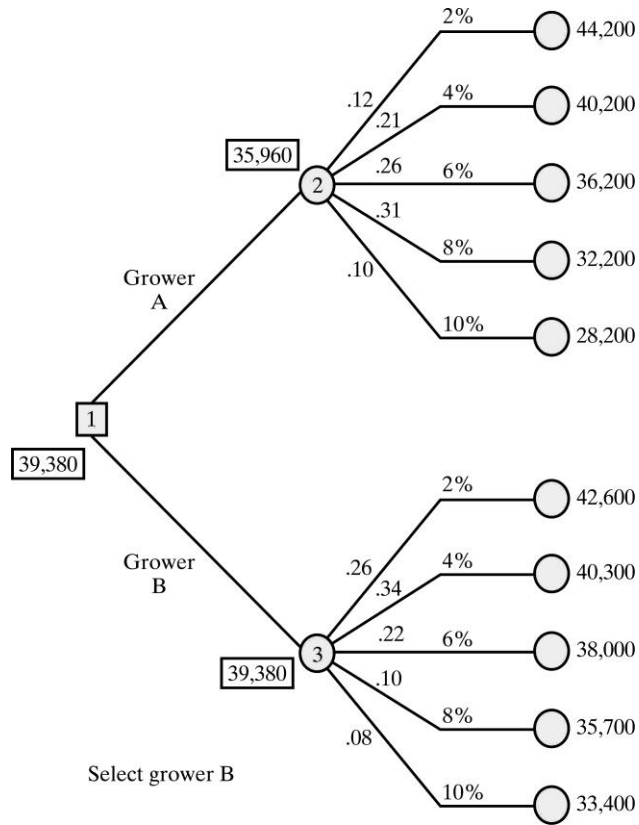 2% 44,200
.12 4% 40,200
.21
35,960 .26 6% 36,200
2
.31
.10 8% 32,200
Grower
A
10% 28,200
1
39,380
2% 42,600
Grower
B
.26 4% 40,300
.34
.22 6% 38,000
3
39,380 .10
.08 8% 35,700
Select grower B
10% 33,400